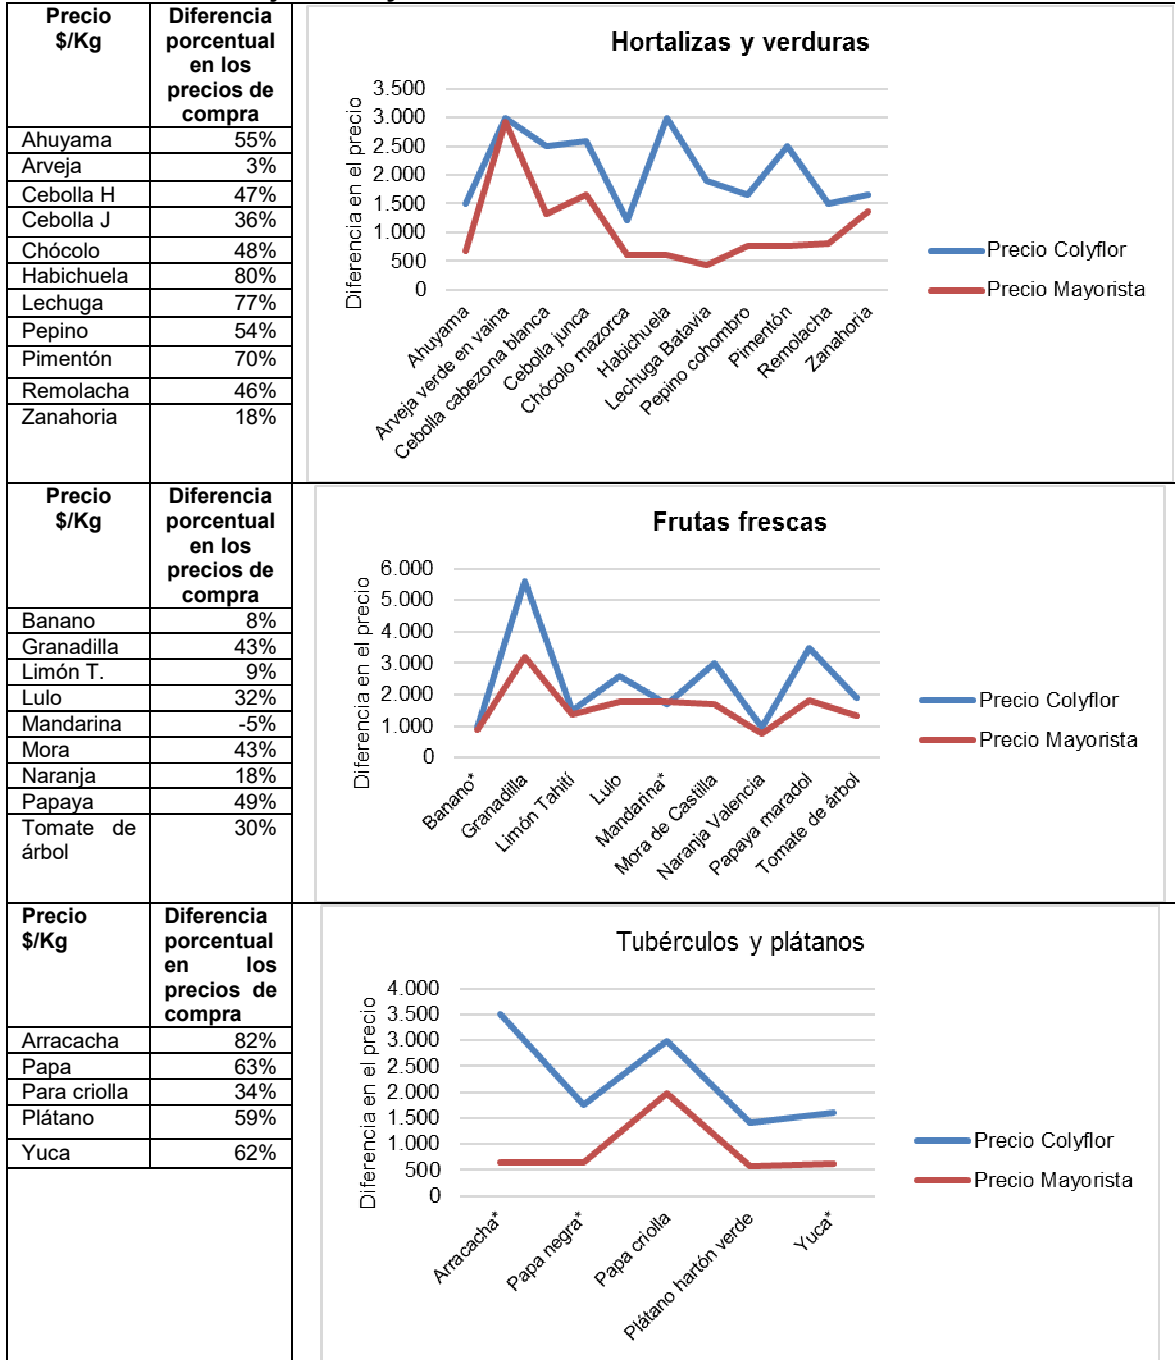 Precio
$/Kg
Diferencia
porcentual
en los
precios de
compra
Ahuyama 55%
Arveja 3%
Cebolla H 47%
Cebolla J 36%
Chócolo 48%
Habichuela 80%
Lechuga 77%
Pepino 54%
Pimentón 70%
Remolacha 46%
Zanahoria 18%
Hortalizas y verduras
Diferencia en el precio
3.500
3.000
2.500
2.000
1.500
1.000
500
0
Ahuyama
Arveja verde en vaina
Cebolla cabezona blanca
Cebolla junca
Chócolo mazorca
Habichuela
Lechuga Batavia
Pepino cohombro
Pimentón
Remolacha
Zanahoria
Precio Colyflor
Precio Mayorista
Precio
$/Kg
Diferencia
porcentual
en los
precios de
compra
Banano 8%
Granadilla 43%
Limón T. 9%
Lulo 32%
Mandarina -5%
Mora 43%
Naranja 18%
Papaya 49%
Tomate de 30%
árbol
Frutas frescas
Diferencia en el precio
6.000
5.000
4.000
3.000
2.000
1.000
0
Banano*
Granadilla
Limón Tahití
Lulo
Mandarina*
Mora de Castilla
Naranja Valencia
Papaya maradol
Tomate de árbol
Precio Colyflor
Precio Mayorista
Precio
$/Kg
Diferencia
porcentual
en los
precios de
compra
Arracacha 82%
Papa 63%
Para criolla 34%
Plátano 59%
Yuca 62%
Tubérculos y plátanos
Diferencia en el precio
4.000
3.500
3.000
2.500
2.000
1.500
1.000
500
0
Arracacha*
Papa negra*
Papa criolla
Plátano hartón verde
Yuca*
Precio Colyflor
Precio Mayorista